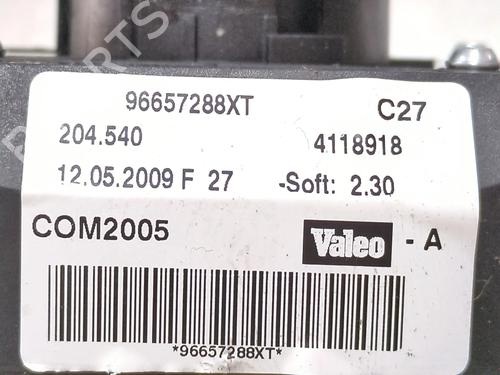 96657288XT C27
204.540 4118918
12.05.2009 F 27 -Soft: 2.30
COM2005 Valeo - A
*96657288XT*